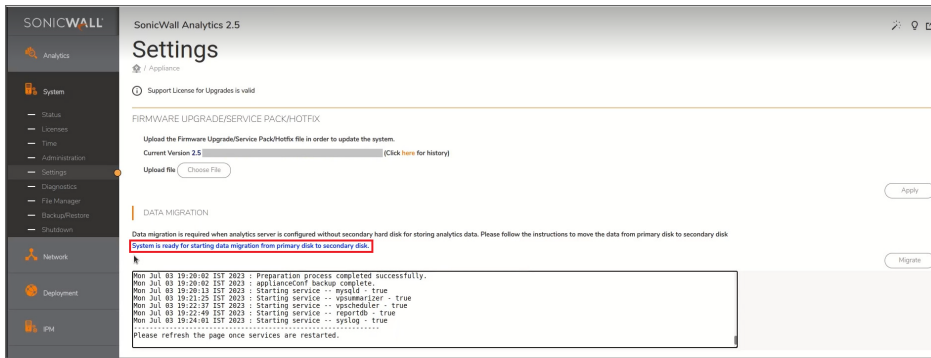 SONICWALL
SonicWall Analytics 2.5
Settings
/ Appliance
Analytics
System
Status
Licenses
Time
Administration
Settings
Diagnostics
File Manager
Backup/Restore
Shutdown
Network
Deployment
IPM
Support License for Upgrades is valid
FIRMWARE UPGRADE/SERVICE PACK/HOTFIX
Upload the Firmware Upgrade/Service Pack/Hotfix file in order to update the system.
Current Version 2.5 (Click here for history)
Upload file Choose File
Apply
DATA MIGRATION
Data migration is required when analytics server is configured without secondary hard disk for storing analytics data. Please follow the instructions to move the data from primary disk to secondary disk
System is ready for starting data migration from primary disk to secondary disk.
Migrate
Mon Jul 03 19:20:02 IST 2023 : Preparation process completed successfully.
Mon Jul 03 19:20:02 IST 2023 : applianceConf backup complete.
Mon Jul 03 19:20:13 IST 2023 : Starting service -- mysqld - true
Mon Jul 03 19:21:25 IST 2023 : Starting service -- vpsummarizer - true
Mon Jul 03 19:22:37 IST 2023 : Starting service -- vpscheduler - true
Mon Jul 03 19:22:49 IST 2023 : Starting service -- reportdb - true
Mon Jul 03 19:24:01 IST 2023 : Starting service -- syslog - true
----------------------------------------------------------------
Please refresh the page once services are restarted.